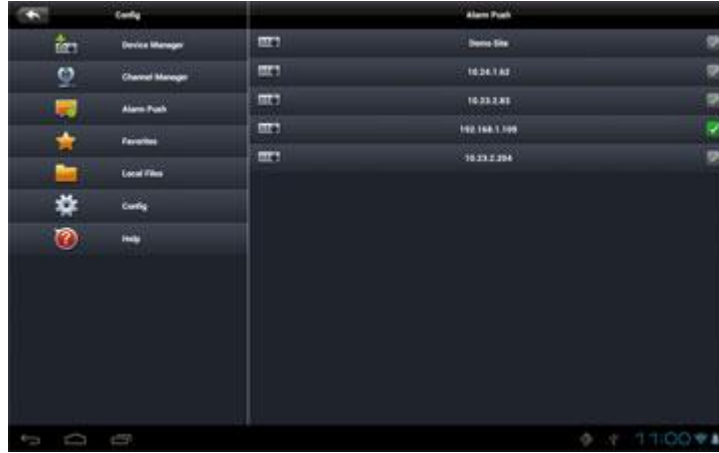 Config
Alarm Push
Device Manager
Channel Manager
Alarm Push
Favorites
Local Files
Config
Help
Demo Site
10.24.1.62
10.23.2.83
192.168.1.108
10.23.2.204
11:00